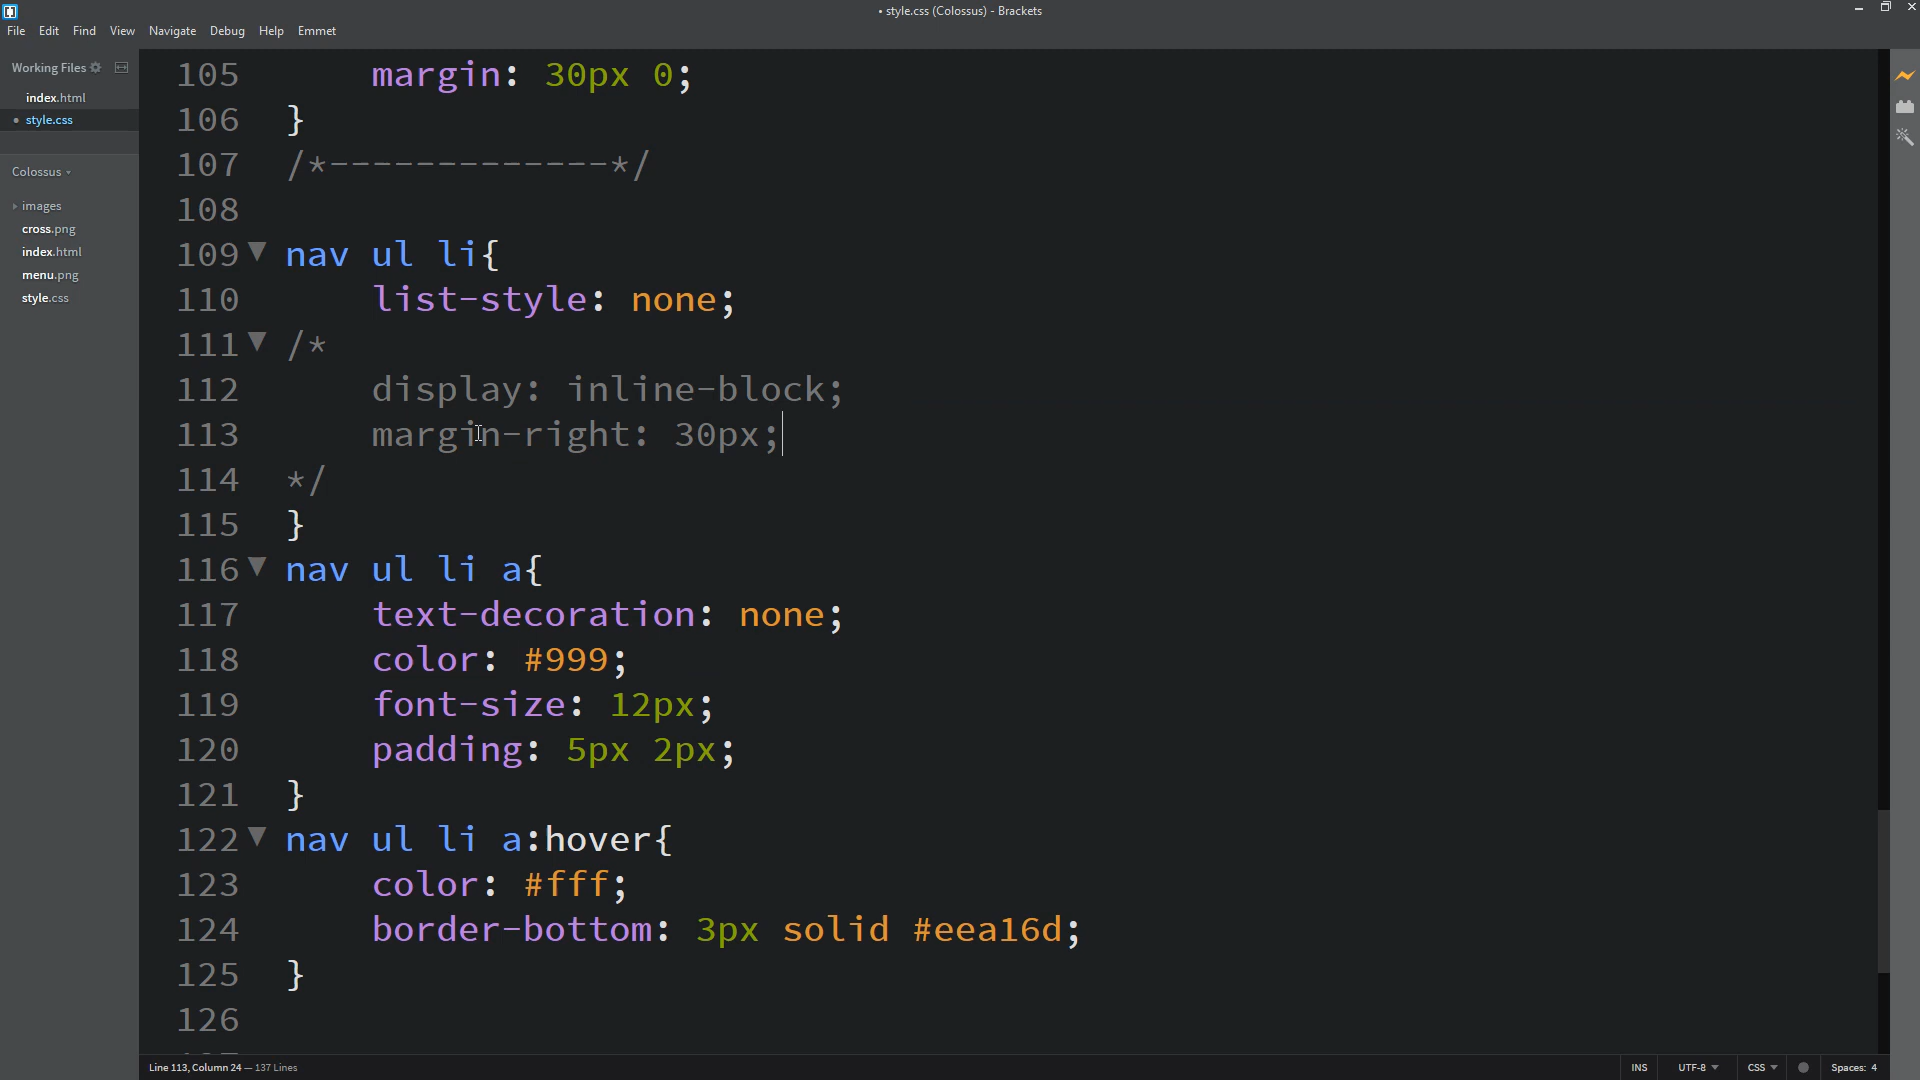 • style.css (Colossus) - Brackets
File Edit Find View Navigate Debug Help Emmet
Working Files
index.html
• style.css
Colossus
images
cross.png
index.html
menu.png
style.css
105 margin: 30px 0;
106 }
107 /*-------------*/
108
109 nav ul li{
110 list-style: none;
111 /*
112 display: inline-block;
113 margin-right: 30px;
114 */
115 }
116 nav ul li a{
117 text-decoration: none;
118 color: #999;
119 font-size: 12px;
120 padding: 5px 2px;
121 }
122 nav ul li a:hover{
123 color: #fff;
124 border-bottom: 3px solid #eea16d;
125 }
126
Line 113, Column 24 — 137 Lines
INS UTF-8 CSS Spaces: 4